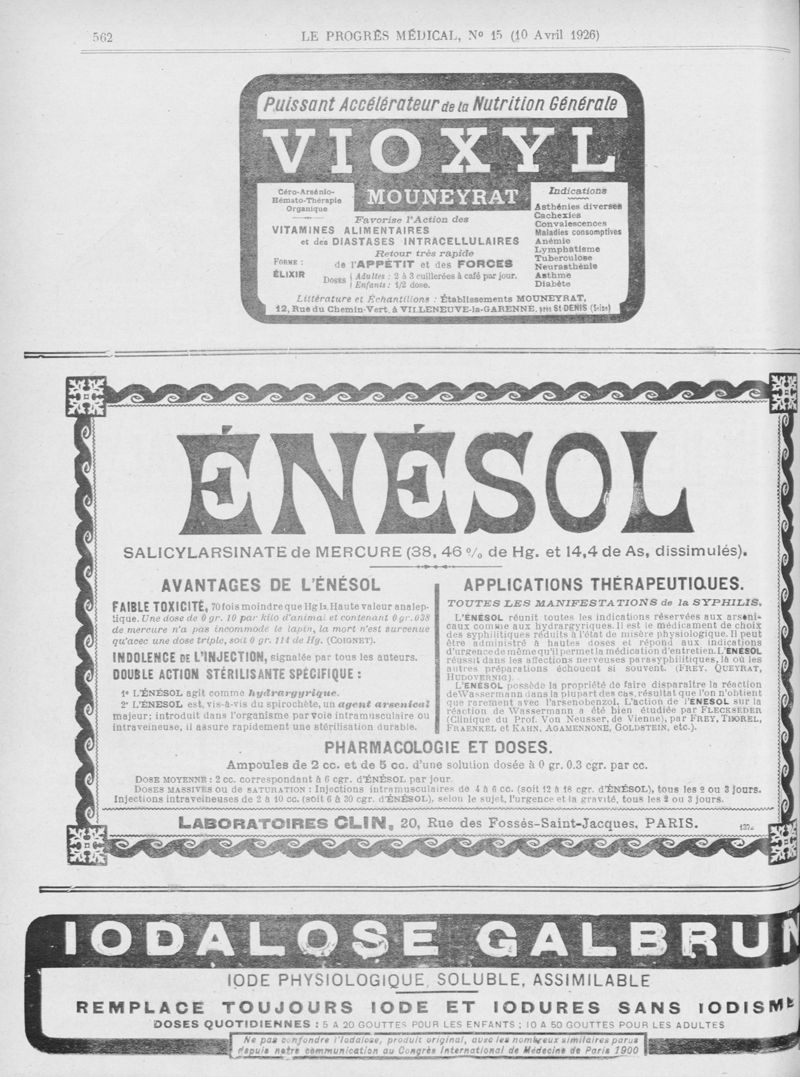 562
LE PROGRÈS MÉDICAL, No 15 (10 Avril 1926)
Puissant Accélérateur de la Nutrition Générale
VIOXYL
MOUNEYRAT
Céro-Arsénio-
Hémato-Thérapie
Organique
Favorise l'Action des
VITAMINES ALIMENTAIRES
et des DIASTASES INTRACELLULAIRES
Retour très rapide
de l'APPÉTIT et des FORCES
FORME :
ÉLIXIR
DOSES
Adultes : 2 à 3 cuillerées à café par jour.
Enfants : 1/2 dose.
Indications
Asthénies diverses
Cachexies
Convalescences
Maladies consomptives
Anémie
Lymphatisme
Tuberculose
Neurasthénie
Asthme
Diabète
Littérature et Échantillons : Établissements MOUNEYRAT,
12, Rue du Chemin-Vert, à VILLENEUVE-la-GARENNE, près St-DENIS (Seine)
ÉNÉSOL
SALICYLARSINATE de MERCURE (38, 46 % de Hg. et 14,4 de As, dissimulés).
AVANTAGES DE L'ÉNÉSOL
FAIBLE TOXICITÉ, 70 fois moindre que Hg I2. Haute valeur analep-
tique. Une dose de 0 gr. 10 par kilo d'animal et contenant 0 gr. 038
de mercure n'a pas incommodé le lapin, la mort n'est survenue
qu'avec une dose triple, soit 0 gr. 114 de Hg. (COIGNET).
INDOLENCE DE L'INJECTION, signalée par tous les auteurs.
DOUBLE ACTION STÉRILISANTE SPÉCIFIQUE :
1° L'ÉNÉSOL agit comme hydrargyrique.
2° L'ÉNÉSOL est, vis-à-vis du spirochète, un agent arsenical
majeur; introduit dans l'organisme par voie intramusculaire ou
intraveineuse, il assure rapidement une stérilisation durable.
APPLICATIONS THÉRAPEUTIQUES.
TOUTES LES MANIFESTATIONS de la SYPHILIS.
L'ÉNÉSOL réunit toutes les indications réservées aux arseni-
caux comme aux hydrargyriques. Il est le médicament de choix
des syphilitiques réduits à l'état de misère physiologique. Il peut
être administré à hautes doses et répond aux indications
d'urgence de même qu'il permet la médication d'entretien. L'ÉNÉSOL
réussit dans les affections nerveuses parasyphilitiques, là où les
autres préparations échouent si souvent. (FREY, QUEYRAT,
HUDOVERNIG).
L'ENÉSOL possède la propriété de faire disparaître la réaction
de Wassermann dans la plupart des cas, résultat que l'on n'obtient
que rarement avec l'arsenobenzol. L'action de l'ÉNÉSOL sur la
réaction de Wassermann a été bien étudiée par FLECKSEDER
(Clinique du Prof. Von Neusser, de Vienne), par FREY, THOREL,
FRAENKEL et KAHN, AGAMENNONE, GOLDSTEIN, etc.).
PHARMACOLOGIE ET DOSES.
Ampoules de 2 cc. et de 5 cc. d'une solution dosée à 0 gr. 0.3 cgr. par cc.
DOSE MOYENNE : 2 cc. correspondant à 6 cgr. d'ÉNÉSOL par jour.
DOSES MASSIVES ou de SATURATION : Injections intramusculaires de 4 à 6 cc. (soit 12 à 18 cgr. d'ÉNÉSOL), tous les 2 ou 3 jours.
Injections intraveineuses de 2 à 10 cc. (soit 6 à 30 cgr. d'ÉNÉSOL), selon le sujet, l'urgence et la gravité, tous les 2 ou 3 jours.
LABORATOIRES CLIN, 20, Rue des Fossés-Saint-Jacques, PARIS.
IODALOSE GALBRUN
IODE PHYSIOLOGIQUE, SOLUBLE, ASSIMILABLE
REMPLACE TOUJOURS IODE ET IODURES SANS IODISME
DOSES QUOTIDIENNES : 5 A 20 GOUTTES POUR LES ENFANTS ; 10 A 50 GOUTTES POUR LES ADULTES
Ne pas confondre l'Iodalose, produit original, avec les nombreux similaires parus
depuis notre communication au Congrès International de Médecine de Paris 1900